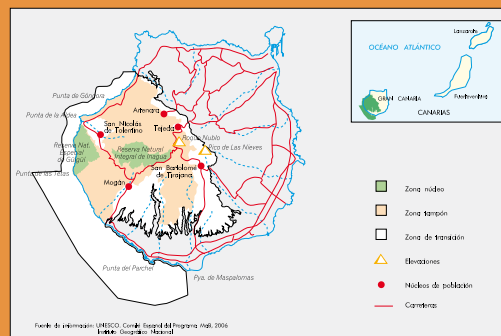 Lanzarote
OCÉANO ATLÁNTICO
Fuerteventura
GRAN CANARIA
CANARIAS
Punta de Góngora
Artenara
Punta de la Aldea
San Nicolás
de Tolentino
Tejeda
Roque Nublo
Pico de Las Nieves
Reserva Nat.
Especial
de Güigüí
Reserva Natural
Integral de Inagua
San Bartolomé
de Tirajana
Punta de las Tetas
Mogán
Punta del Parchel
Pya. de Maspalomas
Zona núcleo
Zona tampón
Zona de transición
Elevaciones
Núcleos de población
Carreteras
Fuente de información: UNESCO. Comité Español del Programa MaB, 2006
Instituto Geográfico Nacional